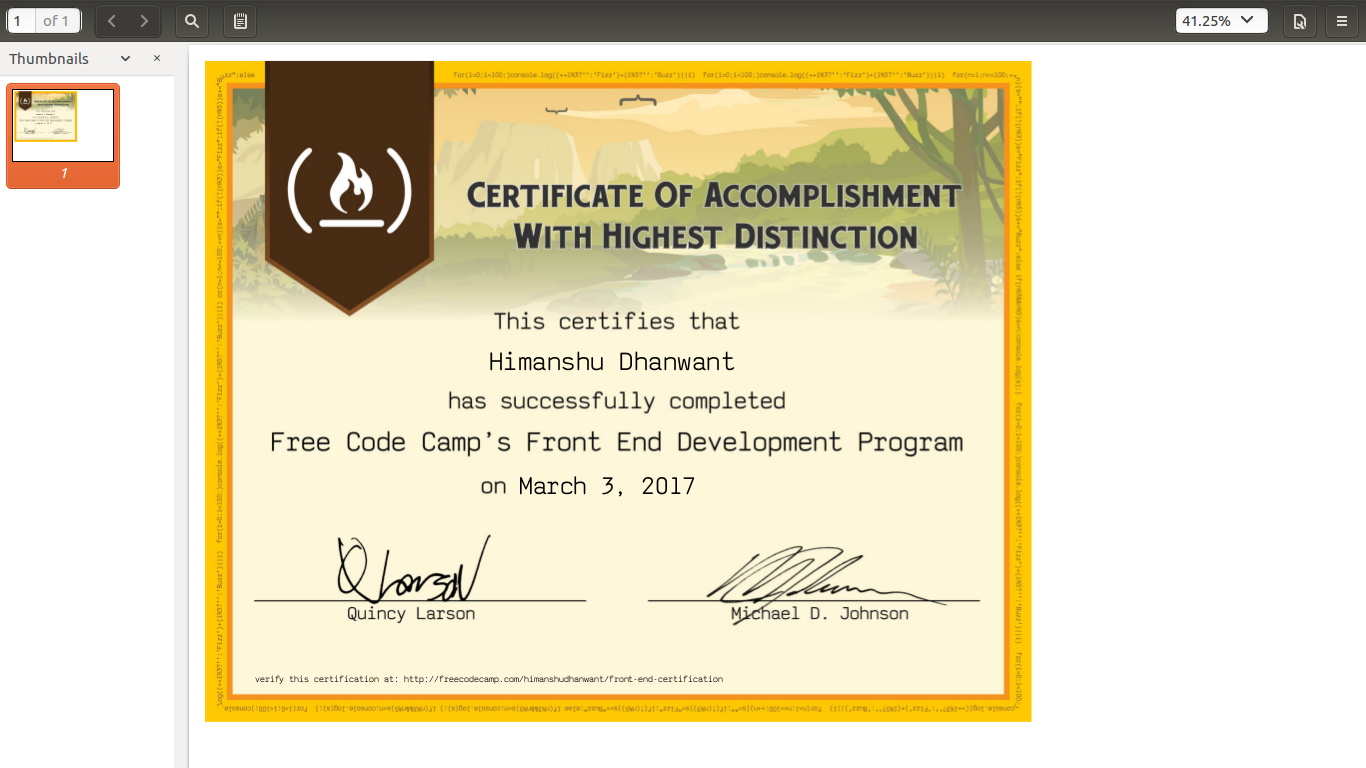 1 of 1
41.25%
Thumbnails
1
for(i=0;i<100;)console.log((++i%3?'':'Fizz')+(i%5?'':'Buzz')||i) for(i=0;i<100;)console.log((++i%3?'':'Fizz')+(i%5?'':'Buzz')||i)
CERTIFICATE OF ACCOMPLISHMENT
WITH HIGHEST DISTINCTION
This certifies that
Himanshu Dhanwant
has successfully completed
Free Code Camp's Front End Development Program
on March 3, 2017
Quincy Larson
Michael D. Johnson
verify this certification at: http://freecodecamp.com/himanshudhanwant/front-end-certification